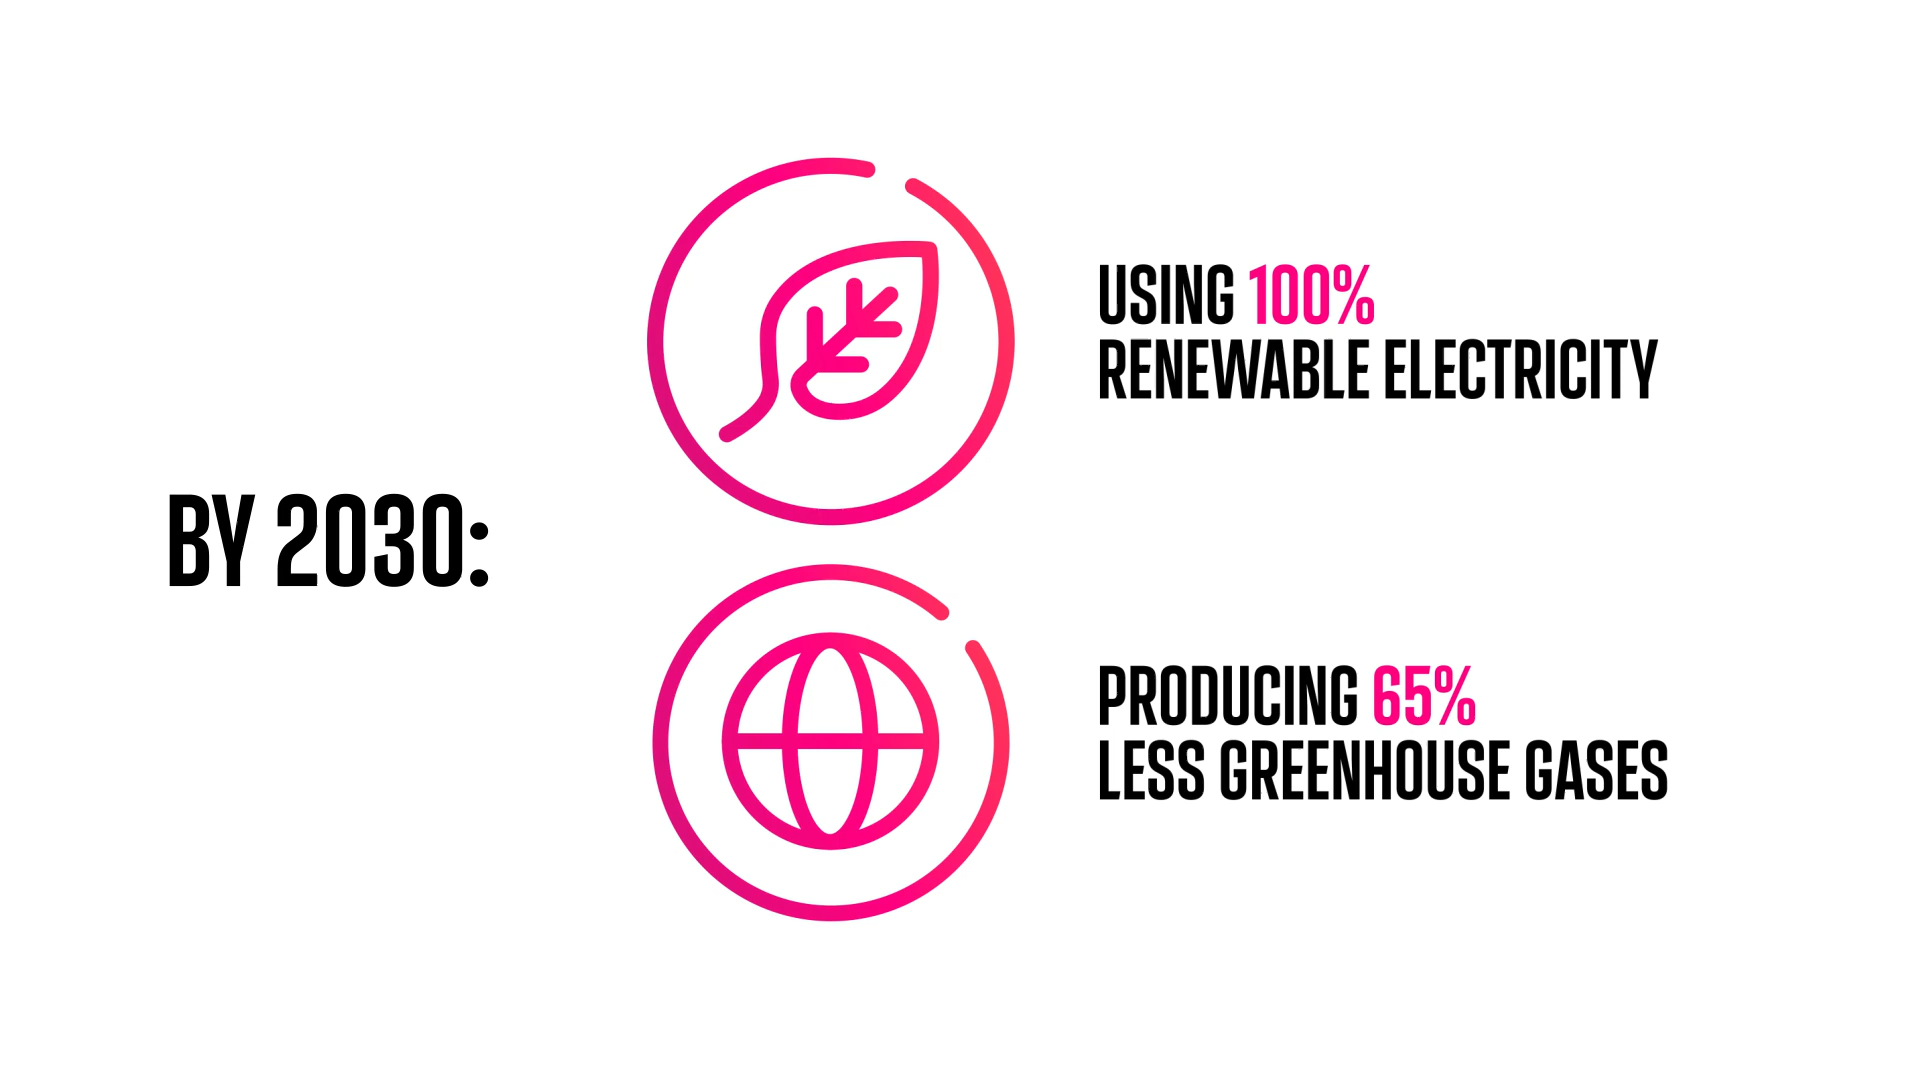 BY 2030:
USING 100%
RENEWABLE ELECTRICITY
PRODUCING 65%
LESS GREENHOUSE GASES